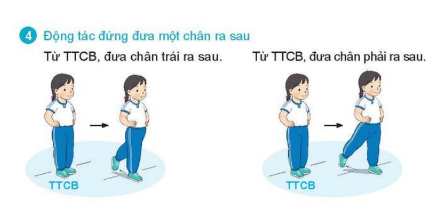 4 Động tác đứng đưa một chân ra sau
Từ TTCB, đưa chân trái ra sau.
Từ TTCB, đưa chân phải ra sau.
TTCB
TTCB